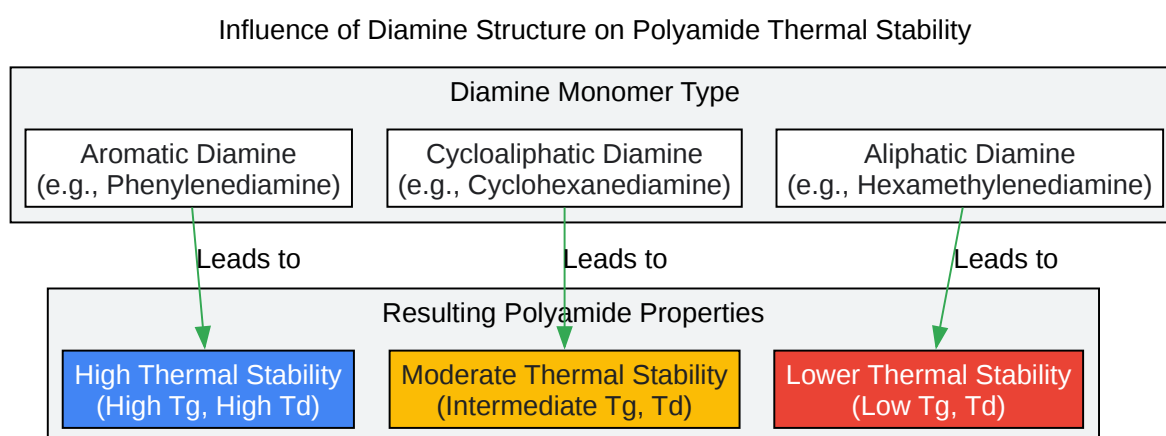 Influence of Diamine Structure on Polyamide Thermal Stability
Diamine Monomer Type
Aromatic Diamine
(e.g., Phenylenediamine)
Cycloaliphatic Diamine
(e.g., Cyclohexanediamine)
Aliphatic Diamine
(e.g., Hexamethylenediamine)
Leads to
Leads to
Leads to
Resulting Polyamide Properties
High Thermal Stability
(High Tg, High Td)
Moderate Thermal Stability
(Intermediate Tg, Td)
Lower Thermal Stability
(Low Tg, Td)